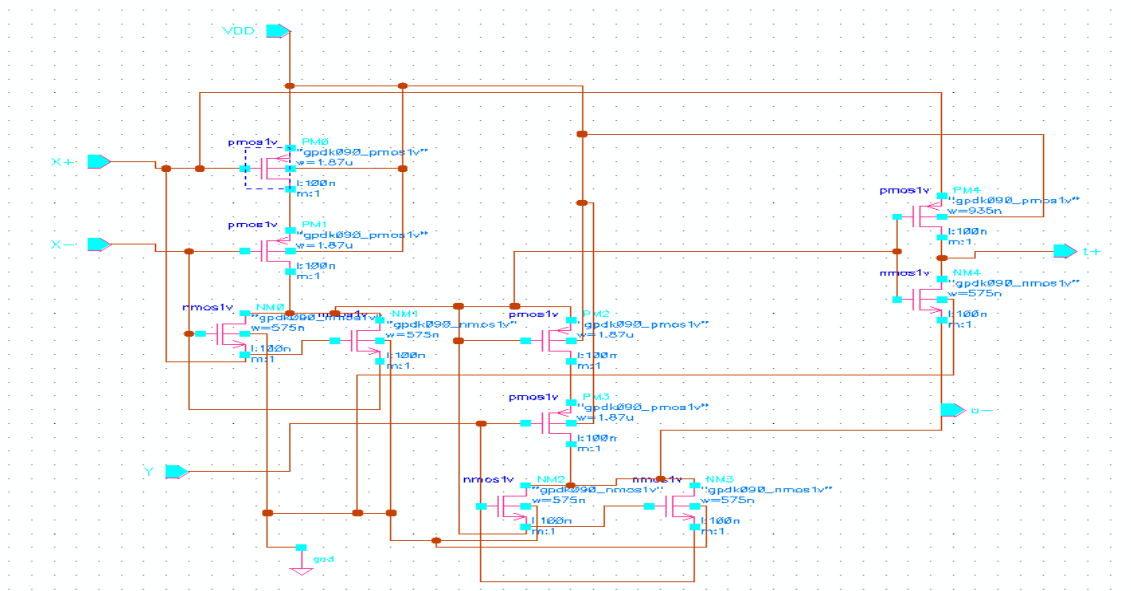 VDD
pmos1v PM0
"gpdk090_pmos1v"
w=1.87u
l:100n
m:1
X+
X-
pmos1v PM1
"gpdk090_pmos1v"
w=1.87u
l:100n
m:1
pmos1v PM4
"gpdk090_pmos1v"
w=935n
l:100n
m:1
t+
nmos1v NM4
"gpdk090_nmos1v"
w=575n
l:100n
m:1
nmos1v NM0
"gpdk090_nmos1v"
w=575n
l:100n
m:1
nmos1v NM1
"gpdk090_nmos1v"
w=575n
l:100n
m:1
pmos1v PM2
"gpdk090_pmos1v"
w=1.87u
l:100n
m:1
pmos1v PM3
"gpdk090_pmos1v"
w=1.87u
l:100n
m:1
Y
nmos1v NM2
"gpdk090_nmos1v"
w=575n
l:100n
m:1
nmos1v NM3
"gpdk090_nmos1v"
w=575n
l:100n
m:1
gnd